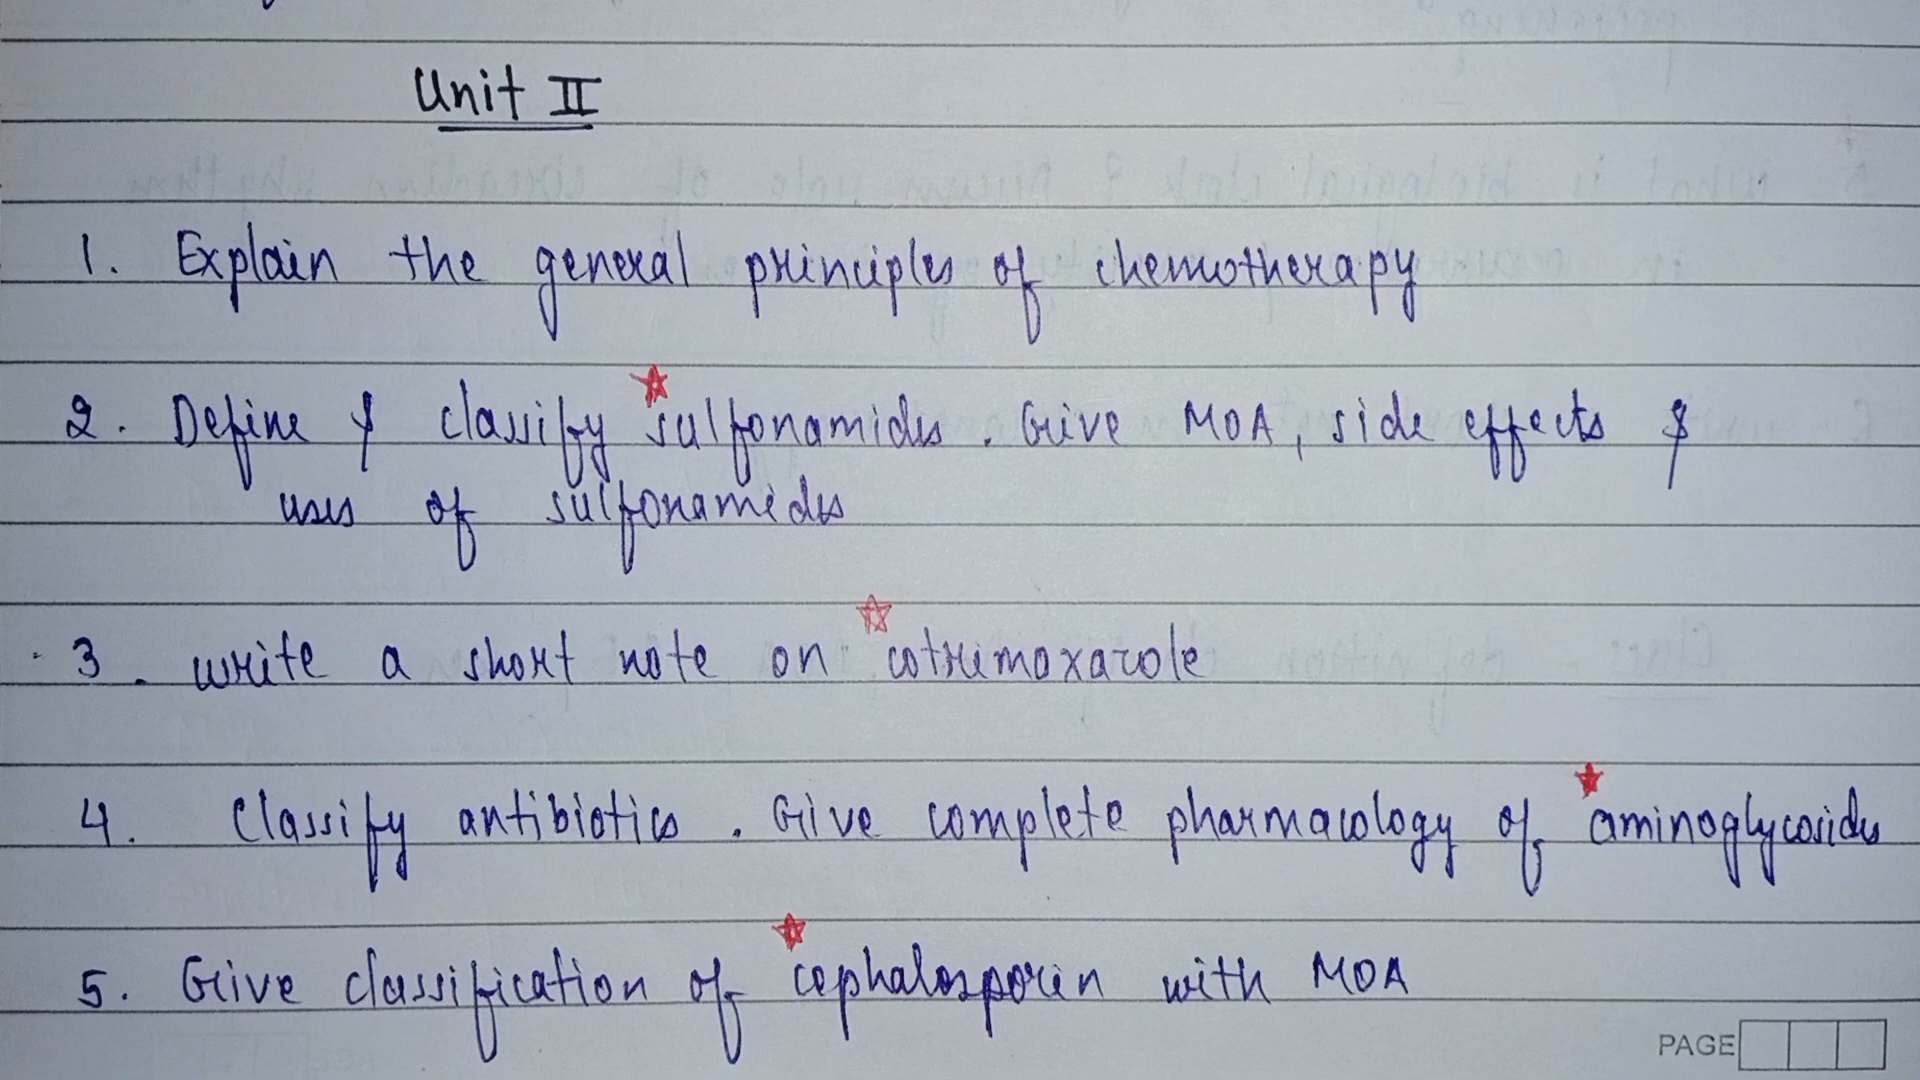 Unit II
1. Explain the general principles of chemotherapy
2. Define & classify sulfonamides. Give MOA, side effects &
uses of sulfonamides
3. write a short note on cotrimoxazole
4. Classify antibiotics. Give complete pharmacology of aminoglycosides
5. Give classification of cephalosporin with MOA
PAGE